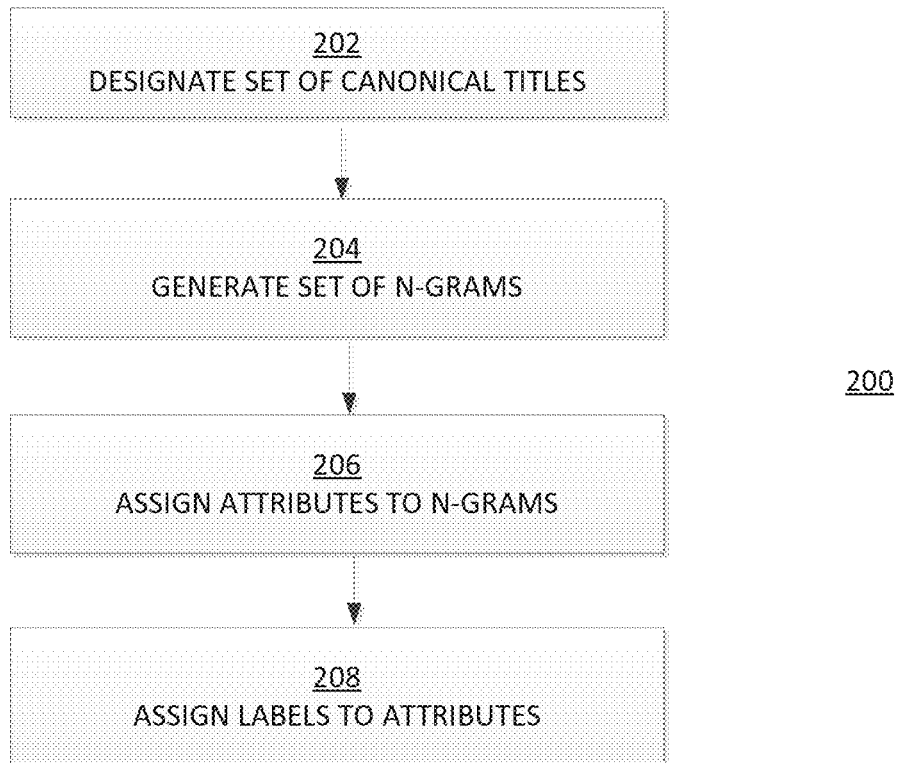 202
DESIGNATE SET OF CANONICAL TITLES
204
GENERATE SET OF N-GRAMS
200
206
ASSIGN ATTRIBUTES TO N-GRAMS
208
ASSIGN LABELS TO ATTRIBUTES